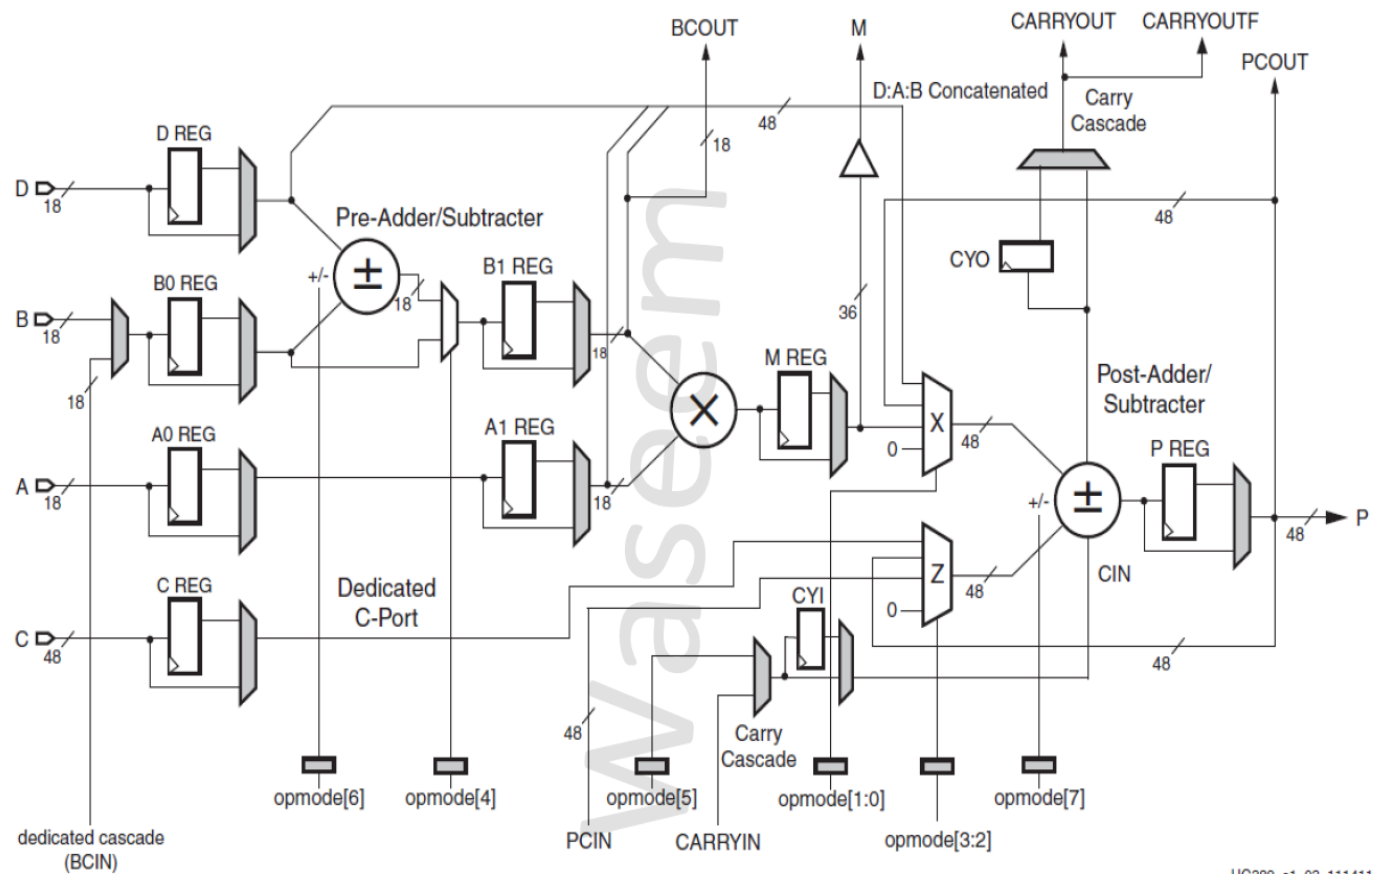 BCOUT
M
CARRYOUT
CARRYOUTF
PCOUT
D:A:B Concatenated
Carry
Cascade
48
18
D REG
D
18
Pre-Adder/Subtracter
+/-
±
18
48
CYO
B0 REG
B1 REG
B
18
18
18
36
M REG
×
Post-Adder/
Subtracter
A0 REG
A1 REG
A
18
18
X
0
48
P REG
+/-
±
48
P
C REG
C
48
Dedicated
C-Port
Z
0
48
CIN
CYI
48
48
Carry
Cascade
opmode[6]
opmode[4]
opmode[5]
opmode[1:0]
opmode[7]
dedicated cascade
(BCIN)
PCIN
CARRYIN
opmode[3:2]
Waseem